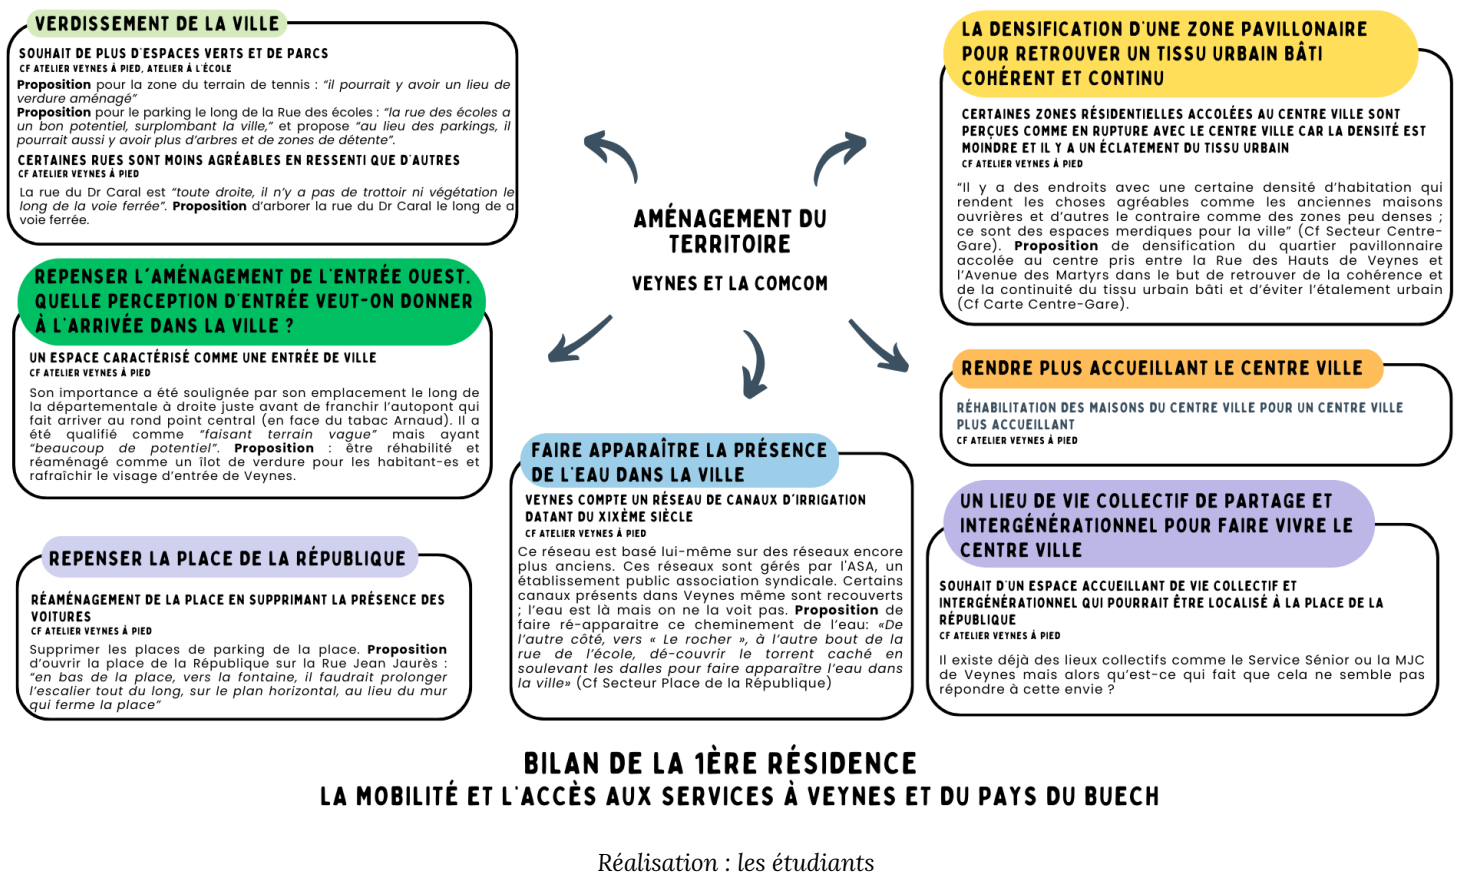 VERDISSEMENT DE LA VILLE
SOUHAIT DE PLUS D'ESPACES VERTS ET DE PARCS
CF ATELIER VEYNES À PIED, ATELIER À L'ÉCOLE
Proposition pour la zone du terrain de tennis : “il pourrait y avoir un lieu de
verdure aménagé”
Proposition pour le parking le long de la Rue des écoles : “la rue des écoles a
un bon potentiel, surplombant la ville,” et propose “au lieu des parkings, il
pourrait aussi y avoir plus d’arbres et de zones de détente”.
CERTAINES RUES SONT MOINS AGRÉABLES EN RESSENTI QUE D'AUTRES
CF ATELIER VEYNES À PIED
La rue du Dr Caral est “toute droite, il n’y a pas de trottoir ni végétation le
long de la voie ferrée”. Proposition d’arborer la rue du Dr Caral le long de a
voie ferrée.
REPENSER L'AMÉNAGEMENT DE L'ENTRÉE OUEST.
QUELLE PERCEPTION D'ENTRÉE VEUT-ON DONNER
À L'ARRIVÉE DANS LA VILLE ?
UN ESPACE CARACTÉRISÉ COMME UNE ENTRÉE DE VILLE
CF ATELIER VEYNES À PIED
Son importance a été soulignée par son emplacement le long de
la départementale à droite juste avant de franchir l’autopont qui
fait arriver au rond point central (en face du tabac Arnaud). Il a
été qualifié comme “faisant terrain vague” mais ayant
“beaucoup de potentiel”. Proposition : être réhabilité et
réaménagé comme un îlot de verdure pour les habitant-es et
rafraîchir le visage d’entrée de Veynes.
REPENSER LA PLACE DE LA RÉPUBLIQUE
RÉAMÉNAGEMENT DE LA PLACE EN SUPPRIMANT LA PRÉSENCE DES
VOITURES
CF ATELIER VEYNES À PIED
Supprimer les places de parking de la place. Proposition
d’ouvrir la place de la République sur la Rue Jean Jaurès :
“en bas de la place, vers la fontaine, il faudrait prolonger
l’escalier tout du long, sur le plan horizontal, au lieu du mur
qui ferme la place”
AMÉNAGEMENT DU
TERRITOIRE
VEYNES ET LA COMCOM
FAIRE APPARAÎTRE LA PRÉSENCE
DE L'EAU DANS LA VILLE
VEYNES COMPTE UN RÉSEAU DE CANAUX D'IRRIGATION
DATANT DU XIXÈME SIÈCLE
CF ATELIER VEYNES À PIED
Ce réseau est basé lui-même sur des réseaux encore
plus anciens. Ces réseaux sont gérés par l'ASA, un
établissement public association syndicale. Certains
canaux présents dans Veynes même sont recouverts
; l’eau est là mais on ne la voit pas. Proposition de
faire ré-apparaitre ce cheminement de l’eau: «De
l’autre côté, vers « Le rocher », à l’autre bout de la
rue de l’école, dé-couvrir le torrent caché en
soulevant les dalles pour faire apparaître l’eau dans
la ville» (Cf Secteur Place de la République)
LA DENSIFICATION D'UNE ZONE PAVILLONAIRE
POUR RETROUVER UN TISSU URBAIN BÂTI
COHÉRENT ET CONTINU
CERTAINES ZONES RÉSIDENTIELLES ACCOLÉES AU CENTRE VILLE SONT
PERÇUES COMME EN RUPTURE AVEC LE CENTRE VILLE CAR LA DENSITÉ EST
MOINDRE ET IL Y A UN ÉCLATEMENT DU TISSU URBAIN
CF ATELIER VEYNES À PIED
“Il y a des endroits avec une certaine densité d’habitation qui
rendent les choses agréables comme les anciennes maisons
ouvrières et d’autres le contraire comme des zones peu denses ;
ce sont des espaces merdiques pour la ville” (Cf Secteur Centre-
Gare). Proposition de densification du quartier pavillonnaire
accolée au centre pris entre la Rue des Hauts de Veynes et
l’Avenue des Martyrs dans le but de retrouver de la cohérence et
de la continuité du tissu urbain bâti et d’éviter l’étalement urbain
(Cf Carte Centre-Gare).
RENDRE PLUS ACCUEILLANT LE CENTRE VILLE
RÉHABILITATION DES MAISONS DU CENTRE VILLE POUR UN CENTRE VILLE
PLUS ACCUEILLANT
CF ATELIER VEYNES À PIED
UN LIEU DE VIE COLLECTIF DE PARTAGE ET
INTERGÉNÉRATIONNEL POUR FAIRE VIVRE LE
CENTRE VILLE
SOUHAIT D'UN ESPACE ACCUEILLANT DE VIE COLLECTIF ET
INTERGÉNÉRATIONNEL QUI POURRAIT ÊTRE LOCALISÉ À LA PLACE DE LA
RÉPUBLIQUE
CF ATELIER VEYNES À PIED
Il existe déjà des lieux collectifs comme le Service Sénior ou la MJC
de Veynes mais alors qu’est-ce qui fait que cela ne semble pas
répondre à cette envie ?
BILAN DE LA 1ÈRE RÉSIDENCE
LA MOBILITÉ ET L'ACCÈS AUX SERVICES À VEYNES ET DU PAYS DU BUECH
Réalisation : les étudiants